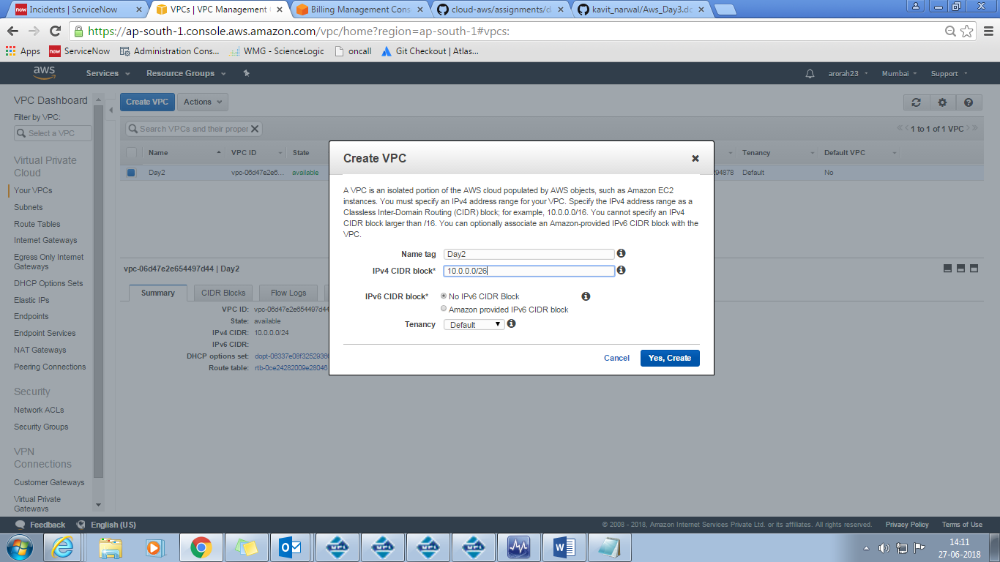 Incidents | ServiceNow
VPCs | VPC Management
Billing Management Cons
cloud-aws/assignments/d
kavit_narwal/Aws_Day3.dc
https://ap-south-1.console.aws.amazon.com/vpc/home?region=ap-south-1#vpcs:
Apps
now ServiceNow
Administration Cons...
WMG - ScienceLogic
oncall
Git Checkout | Atlas...
aws
Services
Resource Groups
arorah23
Mumbai
Support
VPC Dashboard
Filter by VPC:
Select a VPC
Virtual Private
Cloud
Your VPCs
Subnets
Route Tables
Internet Gateways
Egress Only Internet
Gateways
DHCP Options Sets
Elastic IPs
Endpoints
Endpoint Services
NAT Gateways
Peering Connections
Security
Network ACLs
Security Groups
VPN
Connections
Customer Gateways
Virtual Private
Gateways
Create VPC
Actions
Search VPCs and their proper
1 to 1 of 1 VPC
Name
VPC ID
State
Tenancy
Default VPC
Day2
vpc-06d47e2e6...
available
294878
Default
No
Create VPC
A VPC is an isolated portion of the AWS cloud populated by AWS objects, such as Amazon EC2
instances. You must specify an IPv4 address range for your VPC. Specify the IPv4 address range as a
Classless Inter-Domain Routing (CIDR) block; for example, 10.0.0.0/16. You cannot specify an IPv4
CIDR block larger than /16. You can optionally associate an Amazon-provided IPv6 CIDR block with the
VPC.
Name tag Day2
IPv4 CIDR block* 10.0.0.0/26
IPv6 CIDR block* No IPv6 CIDR Block
Amazon provided IPv6 CIDR block
Tenancy Default
Cancel
Yes, Create
vpc-06d47e2e654497d44 | Day2
Summary
CIDR Blocks
Flow Logs
VPC ID: vpc-06d47e2e654497d44
State: available
IPv4 CIDR: 10.0.0.0/24
IPv6 CIDR:
DHCP options set: dopt-06337e08f3252936
Route table: rtb-0ce24282009e28046
Feedback
English (US)
© 2008 - 2018, Amazon Internet Services Private Ltd. or its affiliates. All rights reserved.
Privacy Policy
Terms of Use
14:11
27-06-2018